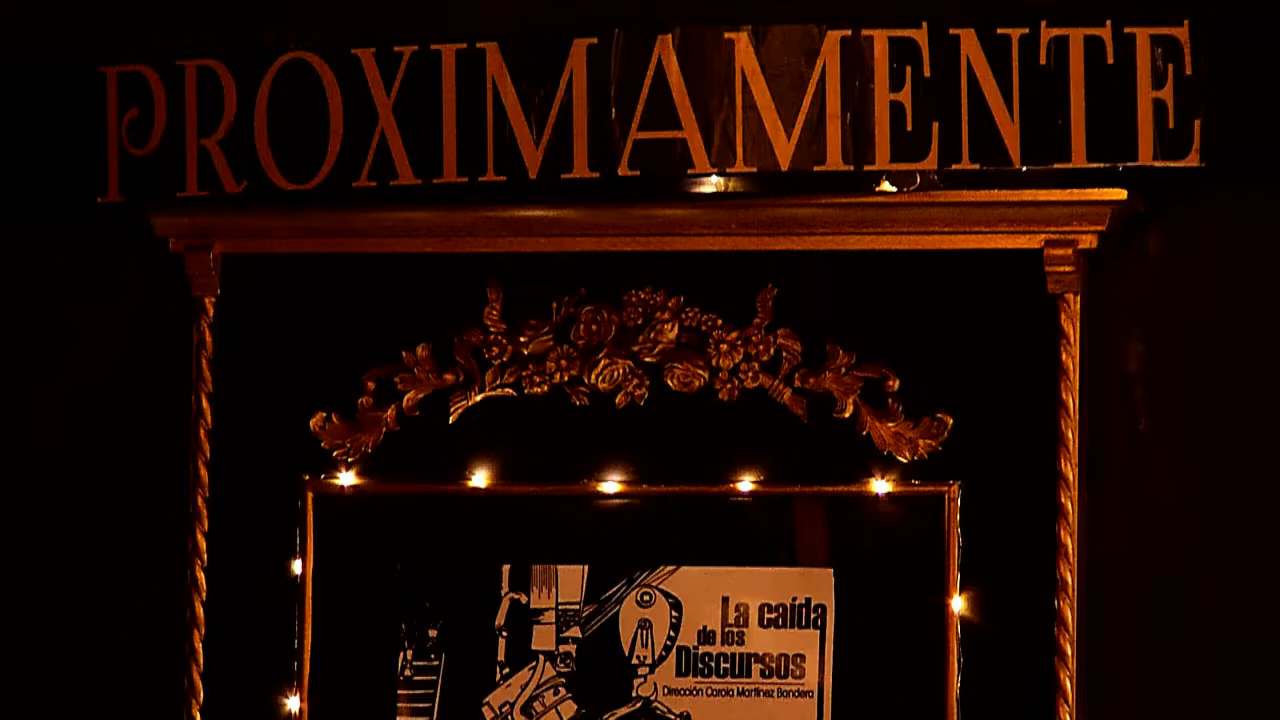 PROXIMAMENTE
La caída
de los
Discursos
Dirección Carola Martínez Bandera